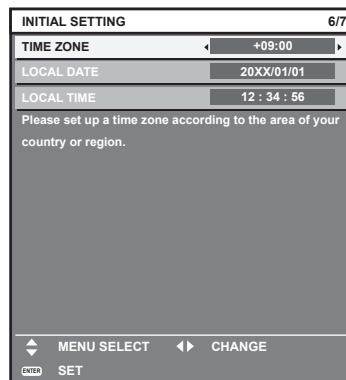 INITIAL SETTING 6/7
TIME ZONE +09:00
LOCAL DATE 20XX/01/01
LOCAL TIME 12 : 34 : 56
Please set up a time zone according to the area of your
country or region.
MENU SELECT CHANGE
ENTER SET